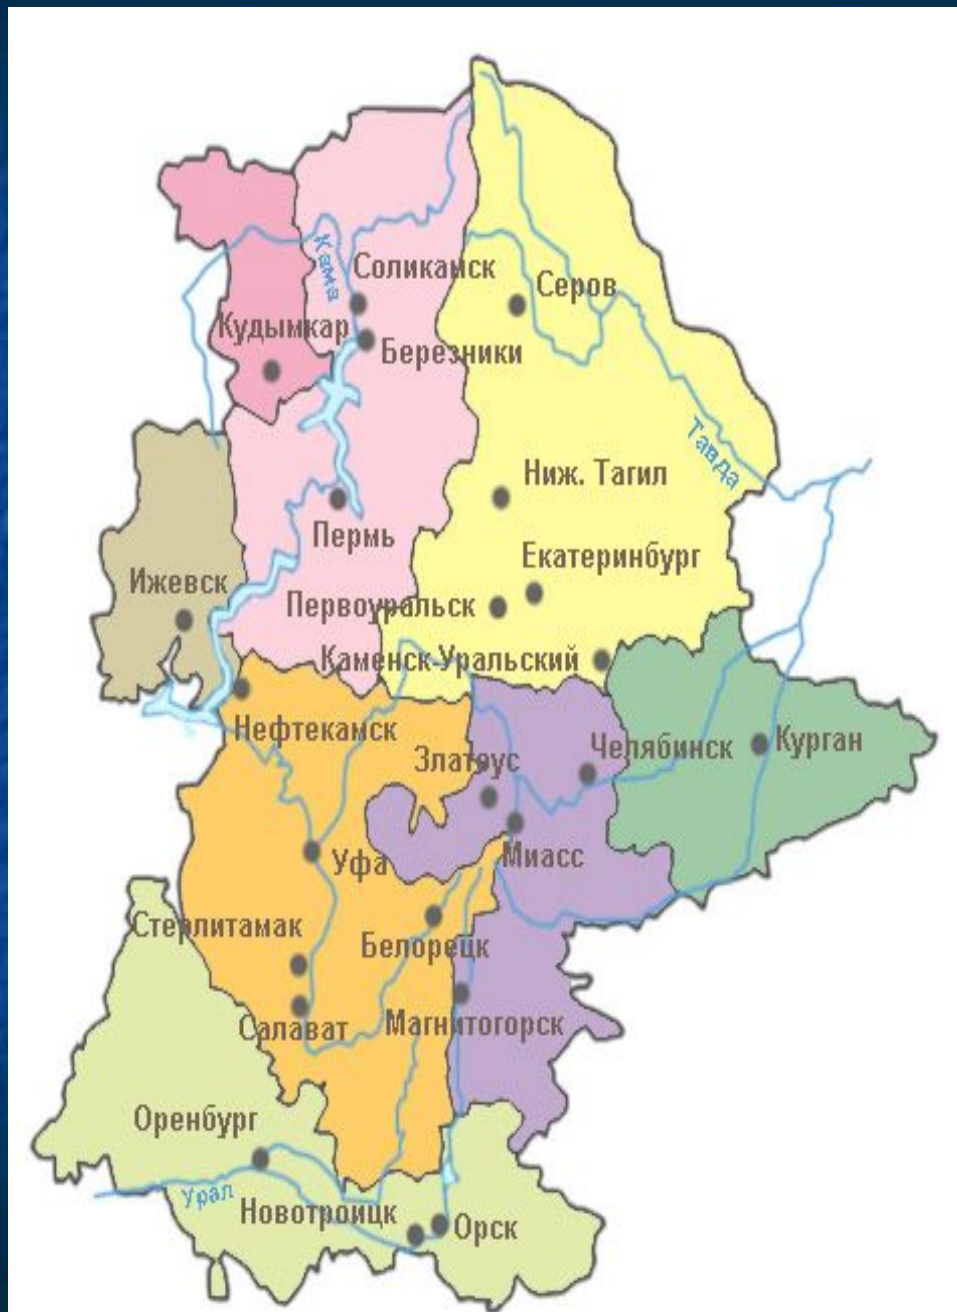 Кама
Соликамск
Серов
Кудымкар
Березники
Тавда
Ниж. Тагил
Пермь
Екатеринбург
Ижевск
Первоуральск
Каменск-Уральский
Нефтекамск
Златоус
Челябинск
Курган
Уфа
Миасс
Стерлитамак
Белорецк
Салават
Магнитогорск
Оренбург
Урал
Новотроицк
Орск